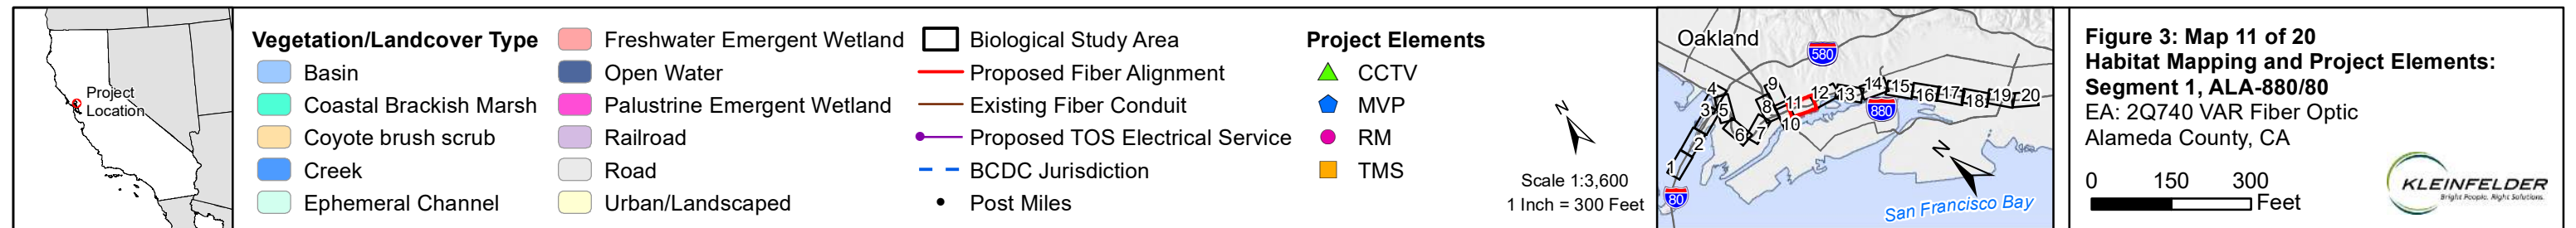 Project
Location
Vegetation/Landcover Type
Basin
Coastal Brackish Marsh
Coyote brush scrub
Creek
Ephemeral Channel
Freshwater Emergent Wetland
Open Water
Palustrine Emergent Wetland
Railroad
Road
Urban/Landscaped
Biological Study Area
Proposed Fiber Alignment
Existing Fiber Conduit
Proposed TOS Electrical Service
BCDC Jurisdiction
Post Miles
Project Elements
CCTV
MVP
RM
TMS
N
Scale 1:3,600
1 Inch = 300 Feet
Oakland
580
880
80
1
2
3
4
5
6
7
8
9
10
11
12
13
14
15
16
17
18
19
20
N
San Francisco Bay
Figure 3: Map 11 of 20
Habitat Mapping and Project Elements:
Segment 1, ALA-880/80
EA: 2Q740 VAR Fiber Optic
Alameda County, CA
0 150 300
Feet
KLEINFELDER
Bright People. Right Solutions.